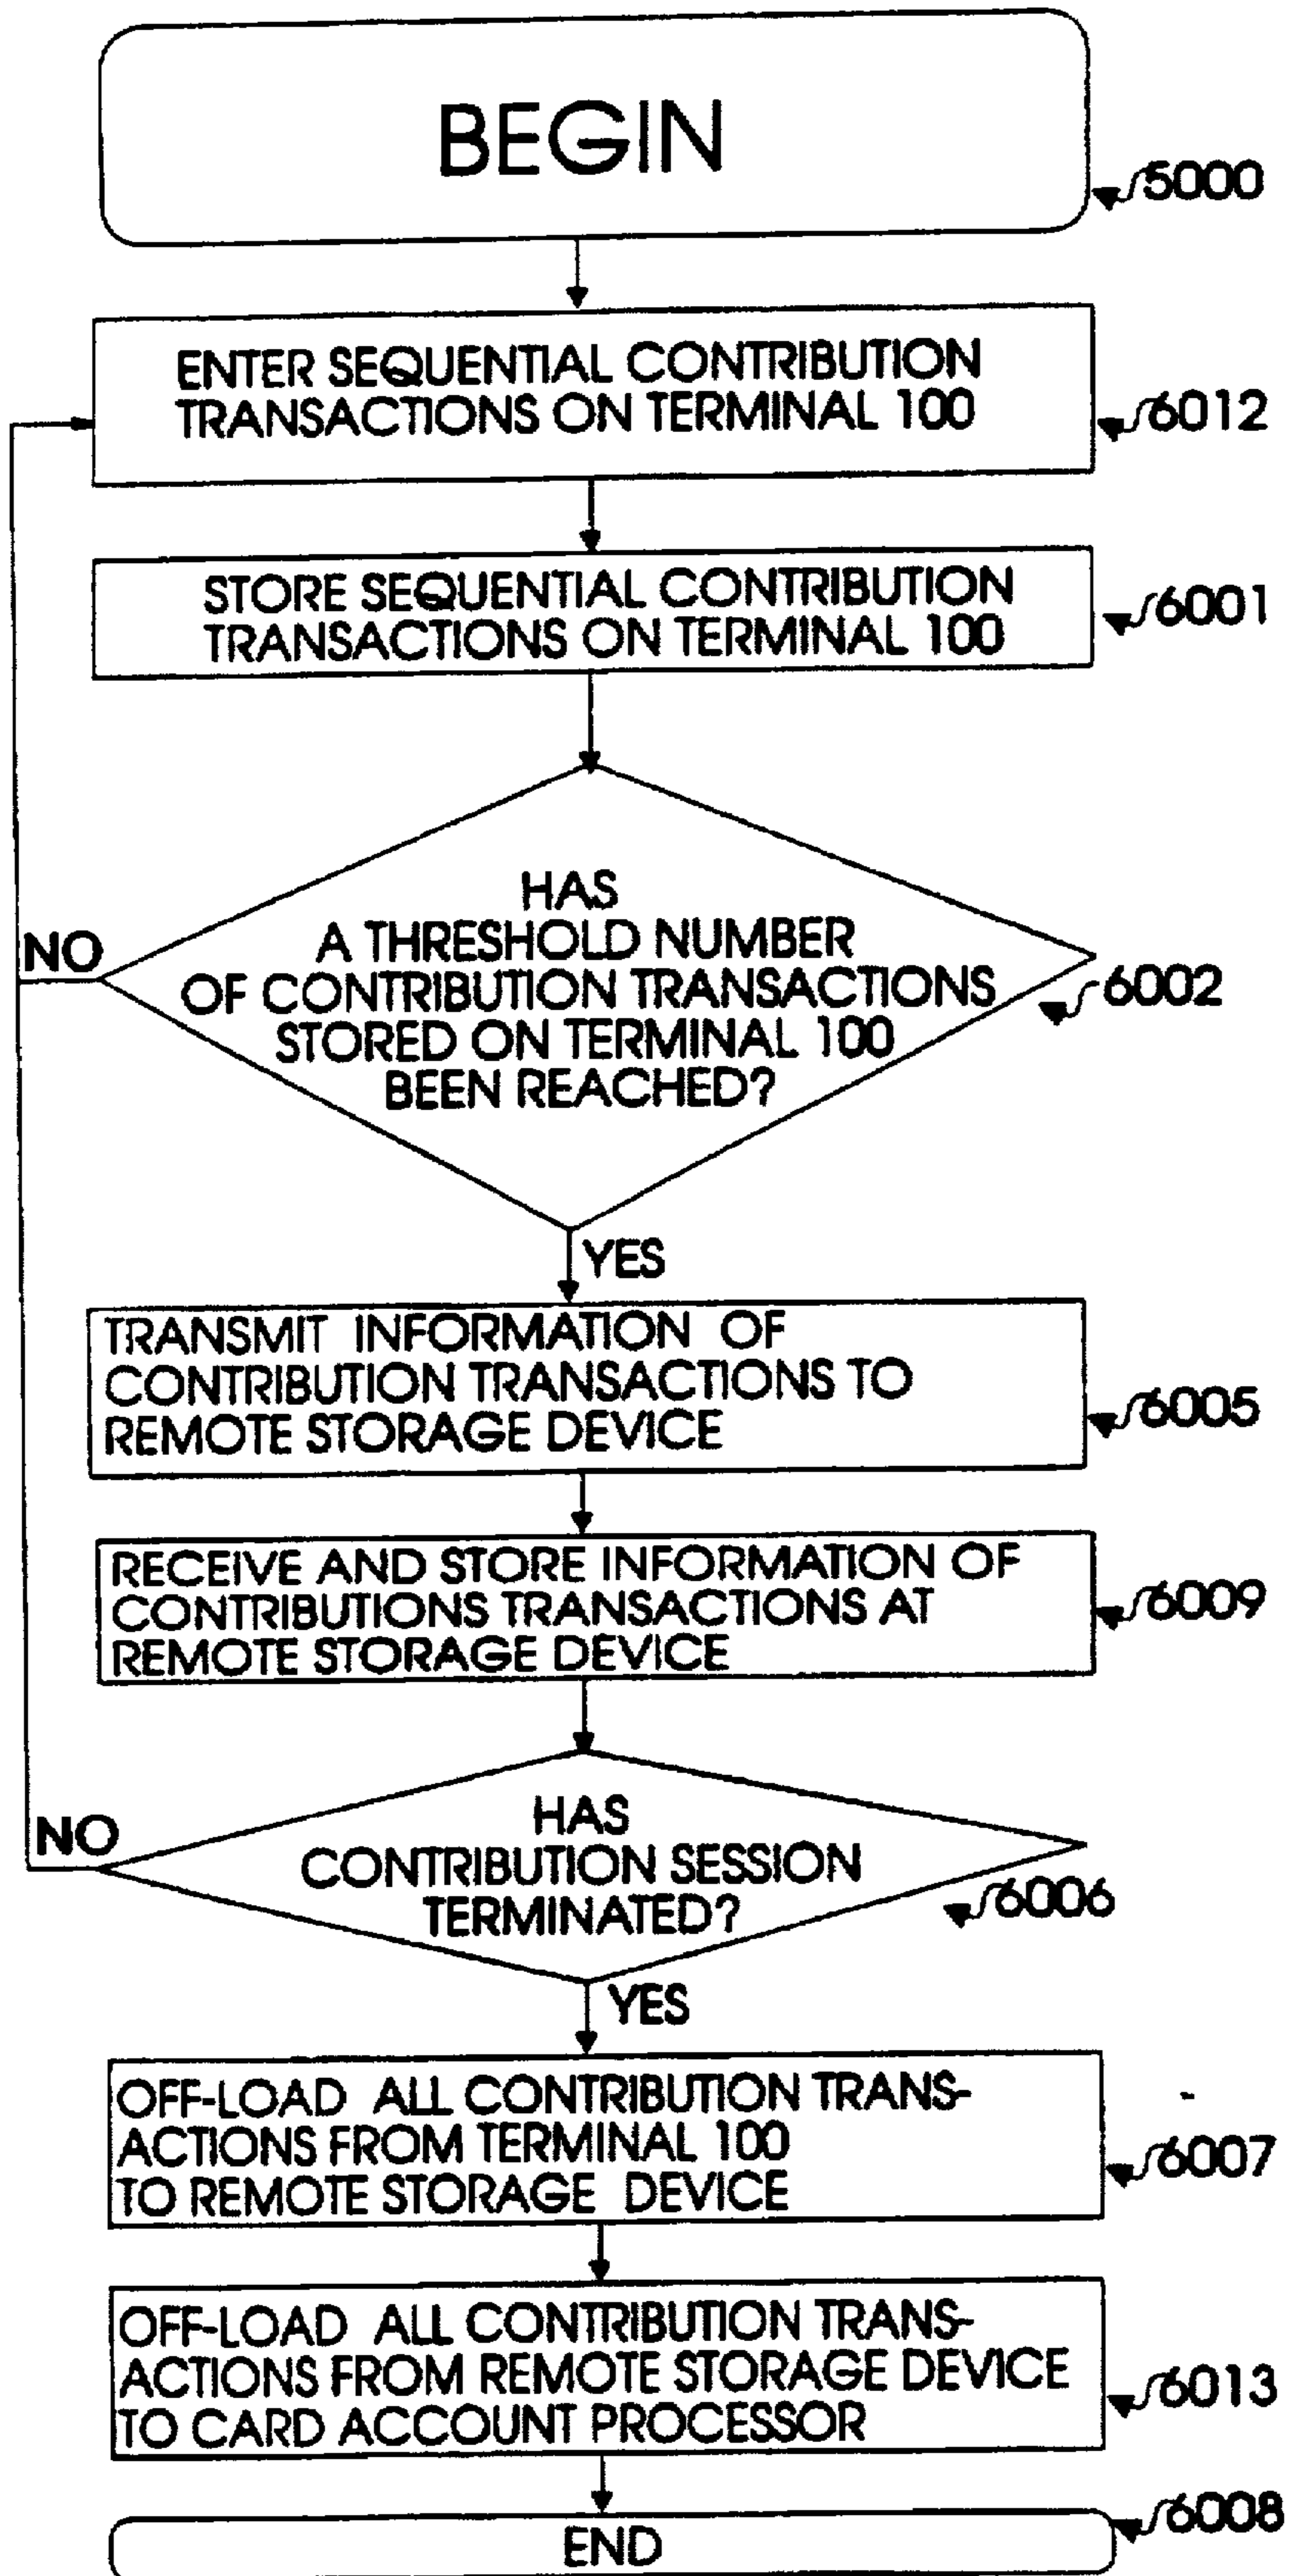 BEGIN
5000
ENTER SEQUENTIAL CONTRIBUTION
TRANSACTIONS ON TERMINAL 100
6012
STORE SEQUENTIAL CONTRIBUTION
TRANSACTIONS ON TERMINAL 100
6001
HAS
A THRESHOLD NUMBER
OF CONTRIBUTION TRANSACTIONS
STORED ON TERMINAL 100
BEEN REACHED?
NO
6002
YES
TRANSMIT INFORMATION OF
CONTRIBUTION TRANSACTIONS TO
REMOTE STORAGE DEVICE
6005
RECEIVE AND STORE INFORMATION OF
CONTRIBUTIONS TRANSACTIONS AT
REMOTE STORAGE DEVICE
6009
HAS
CONTRIBUTION SESSION
TERMINATED?
NO
6006
YES
OFF-LOAD ALL CONTRIBUTION TRANS-
ACTIONS FROM TERMINAL 100
TO REMOTE STORAGE DEVICE
6007
OFF-LOAD ALL CONTRIBUTION TRANS-
ACTIONS FROM REMOTE STORAGE DEVICE
TO CARD ACCOUNT PROCESSOR
6013
END
6008